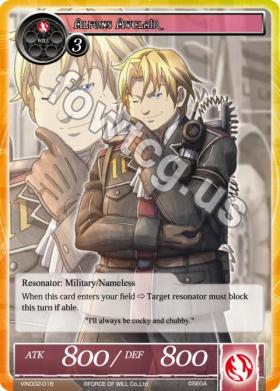 Alfons Auclair
WILL
3
fowtcg.us
Resonator: Military/Nameless
When this card enters your field ⇨ Target resonator must block
this turn if able.
"I'll always be cocky and chubby."
ATK 800/ DEF 800
VIN002-018
©FORCE OF WILL Co.,Ltd.
©SEGA